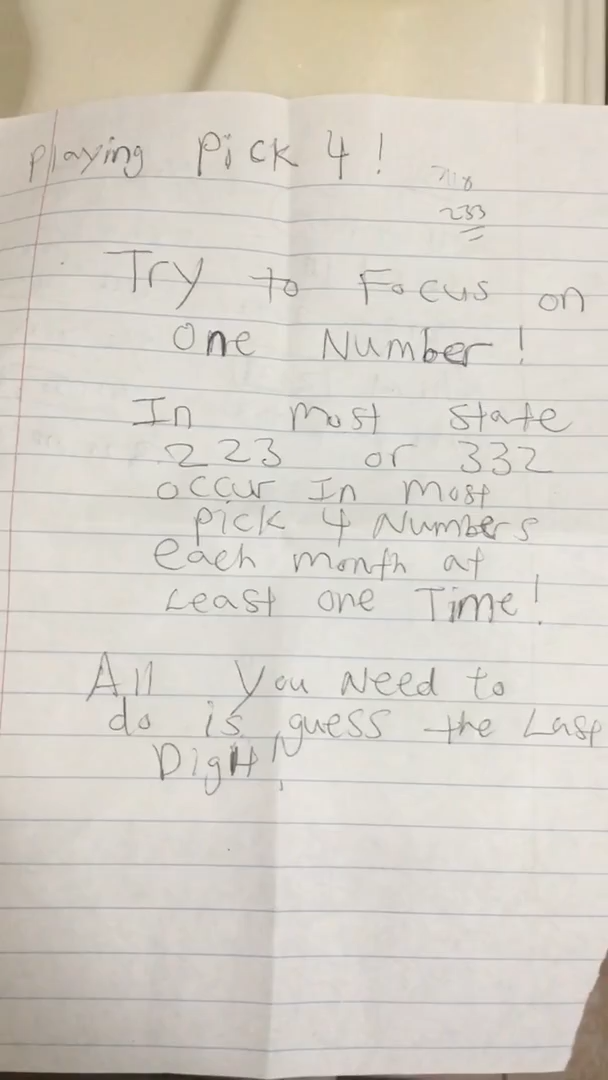 Playing Pick 4!
233
Try to Focus on
One Number!
In most state
223 or 332
occur In most
pick 4 Numbers
each month at
Least one Time!
All You Need to
do is guess the Last
Digit!